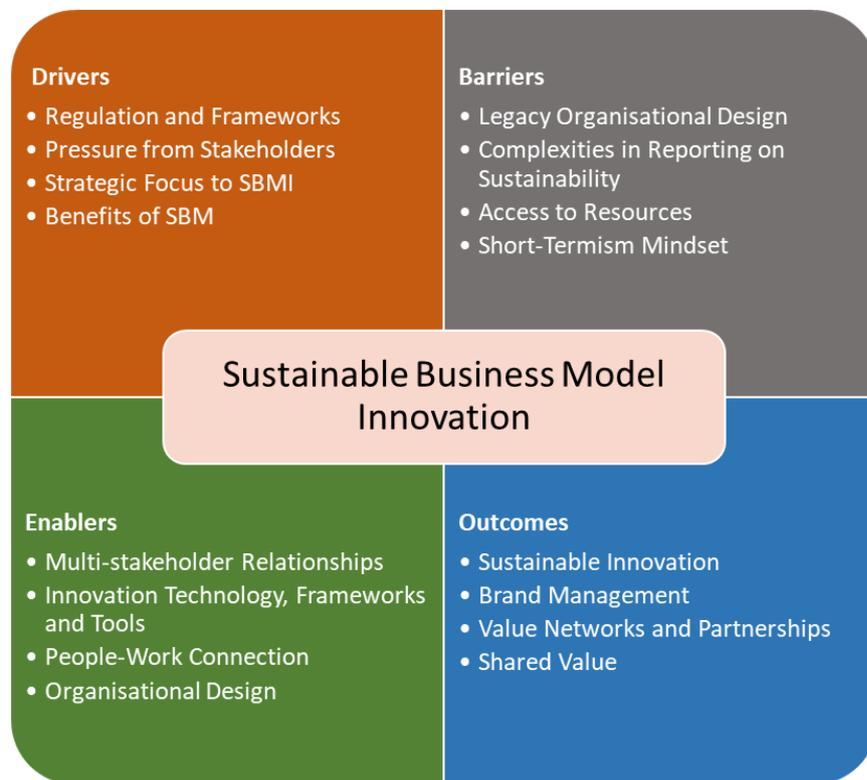 Drivers
• Regulation and Frameworks
• Pressure from Stakeholders
• Strategic Focus to SBMI
• Benefits of SBM
Barriers
• Legacy Organisational Design
• Complexities in Reporting on
Sustainability
• Access to Resources
• Short-Termism Mindset
Sustainable Business Model
Innovation
Enablers
• Multi-stakeholder Relationships
• Innovation Technology, Frameworks
and Tools
• People-Work Connection
• Organisational Design
Outcomes
• Sustainable Innovation
• Brand Management
• Value Networks and Partnerships
• Shared Value